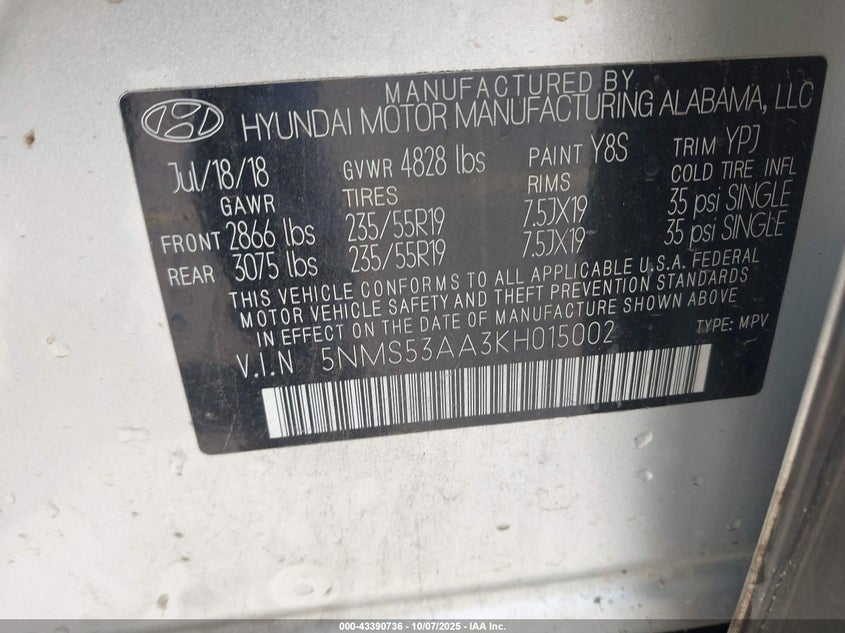 MANUFACTURED BY
HYUNDAI MOTOR MANUFACTURING ALABAMA, LLC
Jul/18/18 GVWR 4828 lbs PAINT Y8S TRIM YPJ
GAWR TIRES RIMS COLD TIRE INFL
FRONT 2866 lbs 235/55R19 7.5JX19 35 psi SINGLE
REAR 3075 lbs 235/55R19 7.5JX19 35 psi SINGLE
THIS VEHICLE CONFORMS TO ALL APPLICABLE U.S.A. FEDERAL
MOTOR VEHICLE SAFETY AND THEFT PREVENTION STANDARDS
IN EFFECT ON THE DATE OF MANUFACTURE SHOWN ABOVE
V.I.N 5NMS53AA3KH015002 TYPE: MPV
000-43390736 - 10/07/2025 - IAA Inc.